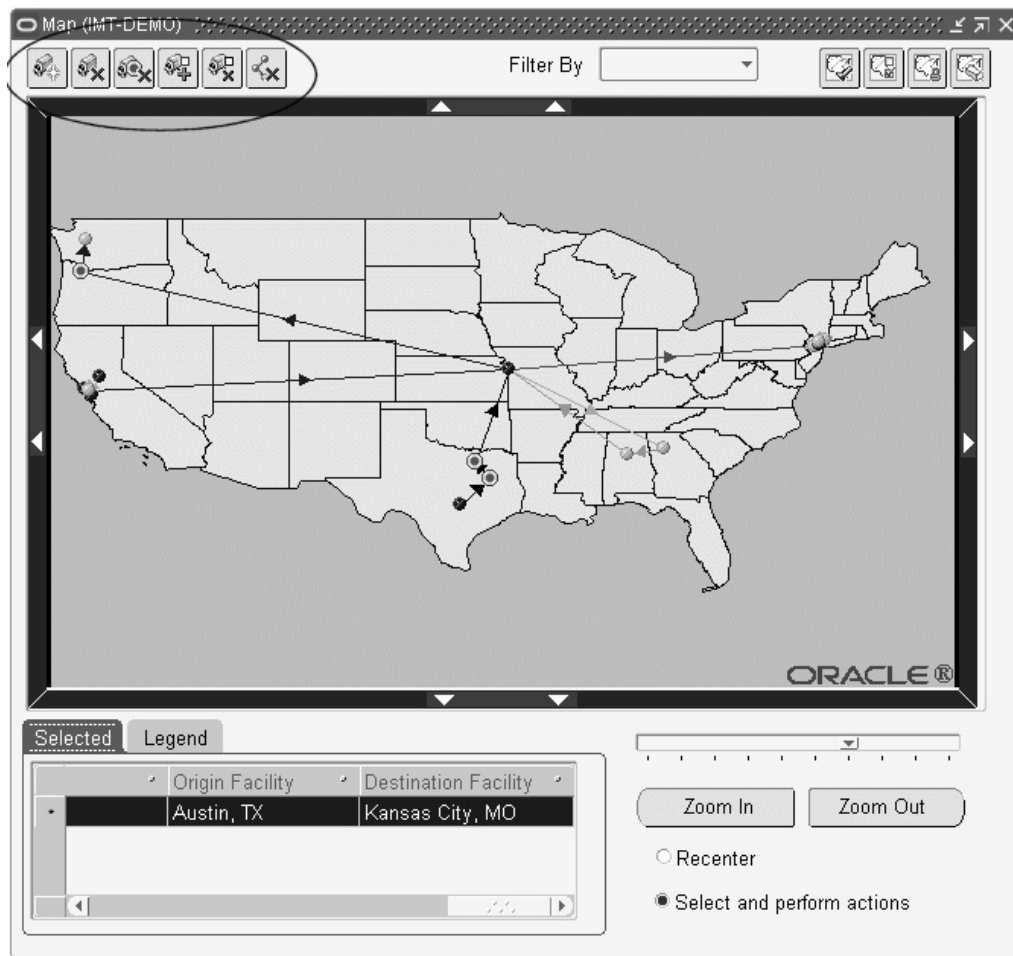 Map (IMT-DEMO)
Filter By
ORACLE®
Selected Legend
Origin Facility Destination Facility
Austin, TX Kansas City, MO
Zoom In Zoom Out
Recenter
Select and perform actions